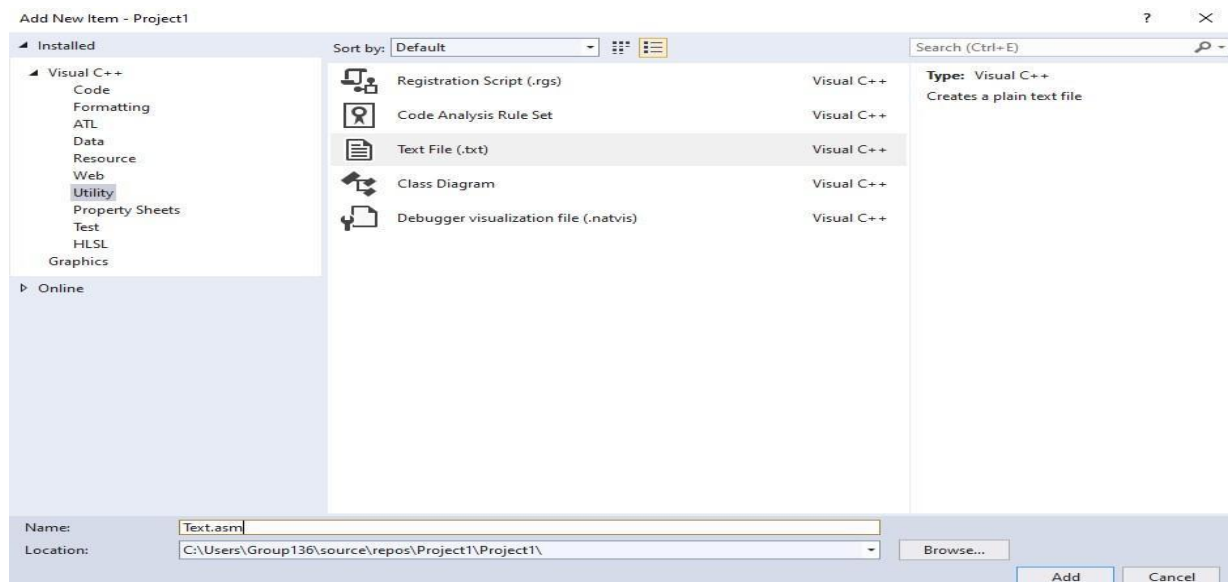 Add New Item - Project1 ? ×
Installed
Sort by: Default
Search (Ctrl+E)
Visual C++
Code
Formatting
ATL
Data
Resource
Web
Utility
Property Sheets
Test
HLSL
Graphics
Online
Registration Script (.rgs) Visual C++
Code Analysis Rule Set Visual C++
Text File (.txt) Visual C++
Class Diagram Visual C++
Debugger visualization file (.natvis) Visual C++
Type: Visual C++
Creates a plain text file
Name: Text.asm
Location: C:\Users\Group136\source\repos\Project1\Project1\ Browse...
Add Cancel